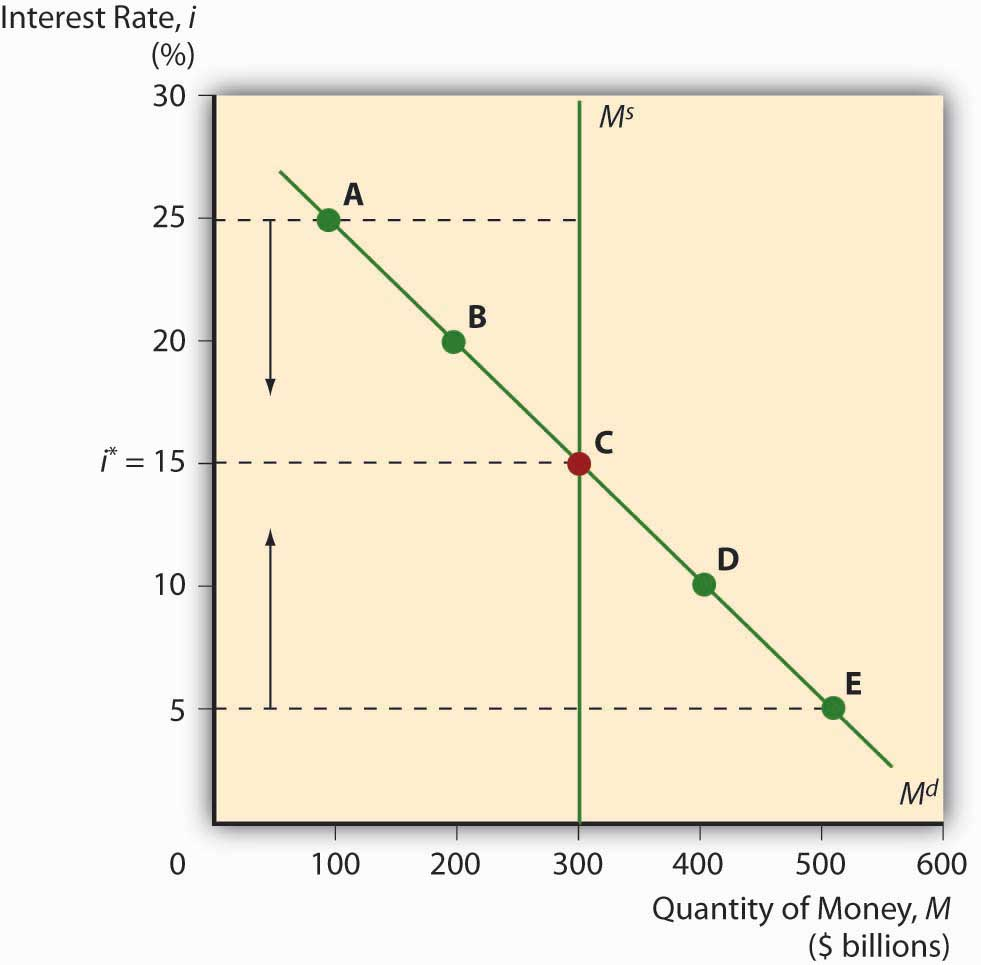 Interest Rate, i
(%)
30
Mˢ
A
25
B
20
C
i* = 15
D
10
E
5
Mᵈ
0 100 200 300 400 500 600
Quantity of Money, M
($ billions)